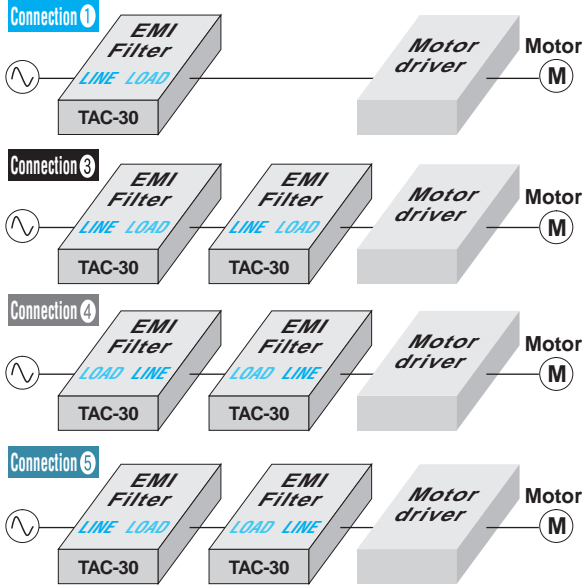 Connection ①
EMI
Filter
LINE LOAD
TAC-30
Motor
driver
Motor
M
Connection ③
EMI
Filter
LINE LOAD
TAC-30
EMI
Filter
LINE LOAD
TAC-30
Motor
driver
Motor
M
Connection ④
EMI
Filter
LOAD LINE
TAC-30
EMI
Filter
LOAD LINE
TAC-30
Motor
driver
Motor
M
Connection ⑤
EMI
Filter
LINE LOAD
TAC-30
EMI
Filter
LOAD LINE
TAC-30
Motor
driver
Motor
M